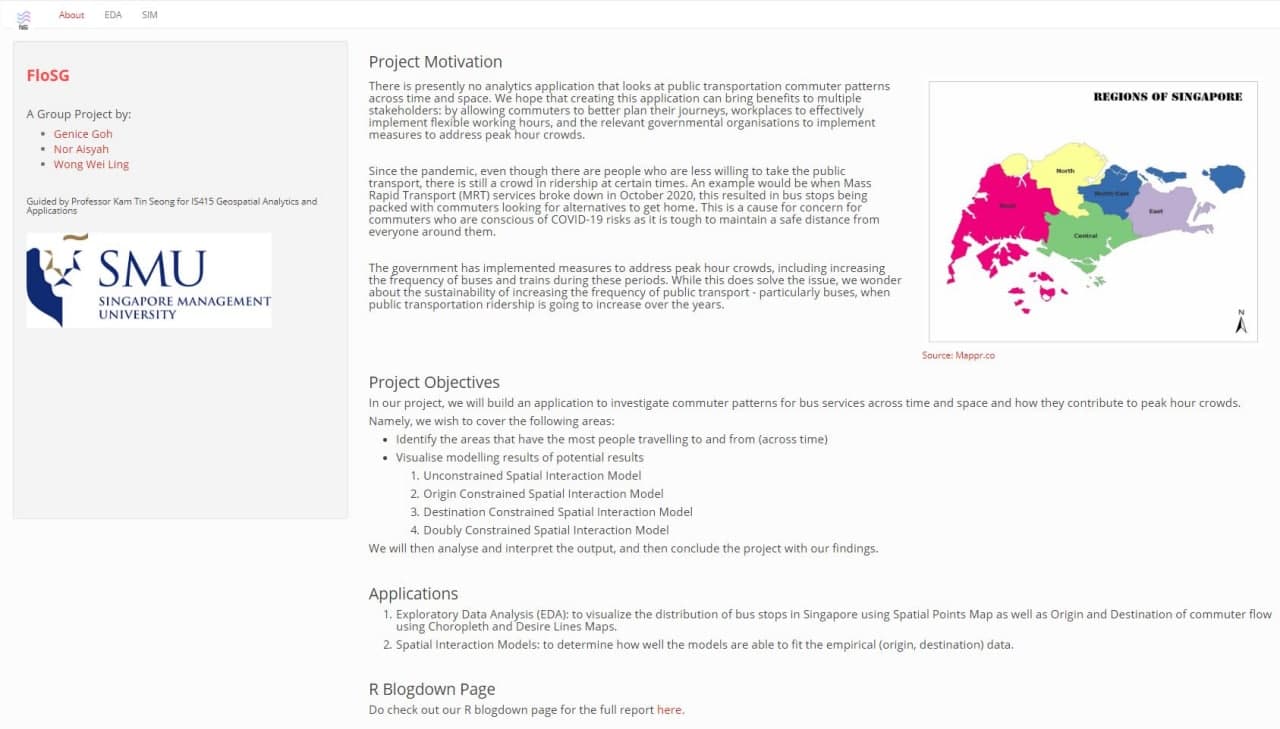 About EDA SIM
FloSG
A Group Project by:
Genice Goh
Nor Aisyah
Wong Wei Ling
Guided by Professor Kam Tin Seong for IS415 Geospatial Analytics and
Applications
SMU
SINGAPORE MANAGEMENT
UNIVERSITY
Project Motivation
There is presently no analytics application that looks at public transportation commuter patterns
across time and space. We hope that creating this application can bring benefits to multiple
stakeholders: by allowing commuters to better plan their journeys, workplaces to effectively
implement flexible working hours, and the relevant governmental organisations to implement
measures to address peak hour crowds.
Since the pandemic, even though there are people who are less willing to take the public
transport, there is still a crowd in ridership at certain times. An example would be when Mass
Rapid Transport (MRT) services broke down in October 2020, this resulted in bus stops being
packed with commuters looking for alternatives to get home. This is a cause for concern for
commuters who are conscious of COVID-19 risks as it is tough to maintain a safe distance from
everyone around them.
The government has implemented measures to address peak hour crowds, including increasing
the frequency of buses and trains during these periods. While this does solve the issue, we wonder
about the sustainability of increasing the frequency of public transport - particularly buses, when
public transportation ridership is going to increase over the years.
REGIONS OF SINGAPORE
North
North-East
West
East
Central
N
Source: Mappr.co
Project Objectives
In our project, we will build an application to investigate commuter patterns for bus services across time and space and how they contribute to peak hour crowds.
Namely, we wish to cover the following areas:
Identify the areas that have the most people travelling to and from (across time)
Visualise modelling results of potential results
1. Unconstrained Spatial Interaction Model
2. Origin Constrained Spatial Interaction Model
3. Destination Constrained Spatial Interaction Model
4. Doubly Constrained Spatial Interaction Model
We will then analyse and interpret the output, and then conclude the project with our findings.
Applications
1. Exploratory Data Analysis (EDA): to visualize the distribution of bus stops in Singapore using Spatial Points Map as well as Origin and Destination of commuter flow
using Choropleth and Desire Lines Maps.
2. Spatial Interaction Models: to determine how well the models are able to fit the empirical (origin, destination) data.
R Blogdown Page
Do check out our R blogdown page for the full report here.